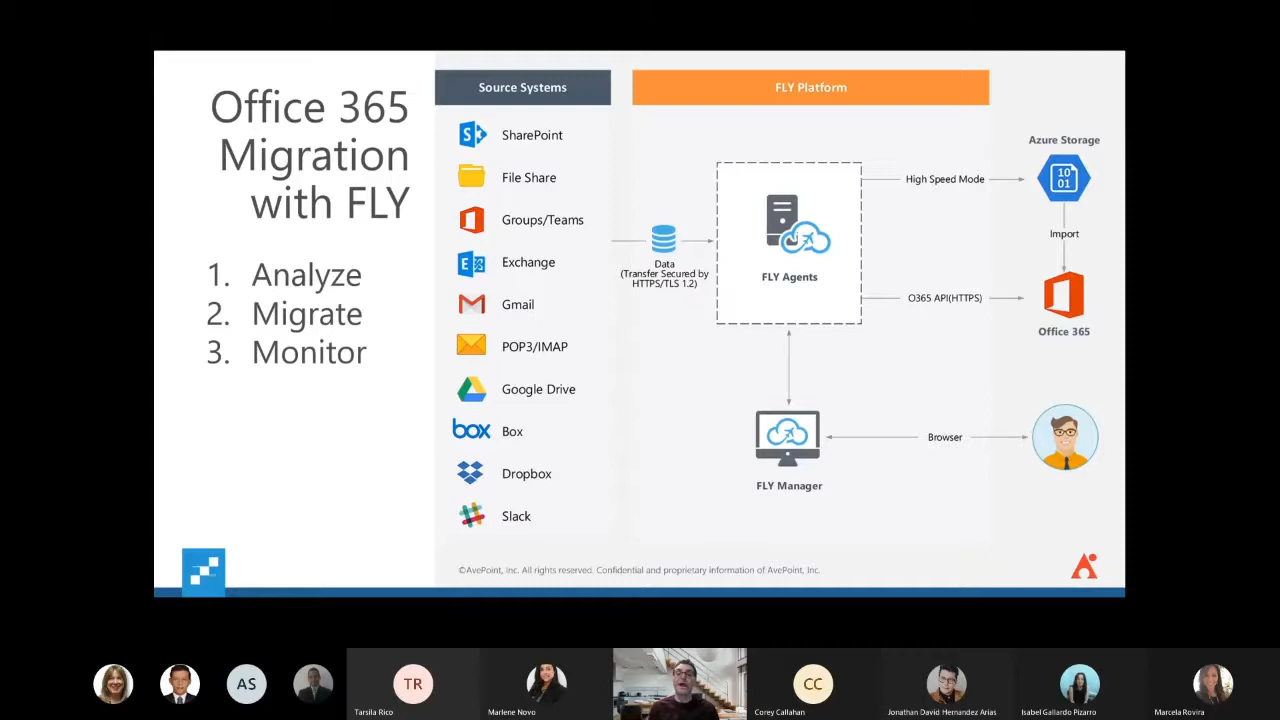 Office 365
Migration
with FLY
1. Analyze
2. Migrate
3. Monitor
Source Systems
SharePoint
File Share
Groups/Teams
Exchange
Gmail
POP3/IMAP
Google Drive
box Box
Dropbox
Slack
FLY Platform
Data
(Transfer Secured by
HTTPS/TLS 1.2)
FLY Agents
High Speed Mode
O365 API(HTTPS)
Azure Storage
10
01
Import
Office 365
FLY Manager
Browser
©AvePoint, Inc. All rights reserved. Confidential and proprietary information of AvePoint, Inc.
AS
TR
CC
Tarsila Rico
Marlene Novo
Corey Callahan
Jonathan David Hernandez Arias
Isabel Gallardo Pizarro
Marcela Rovira